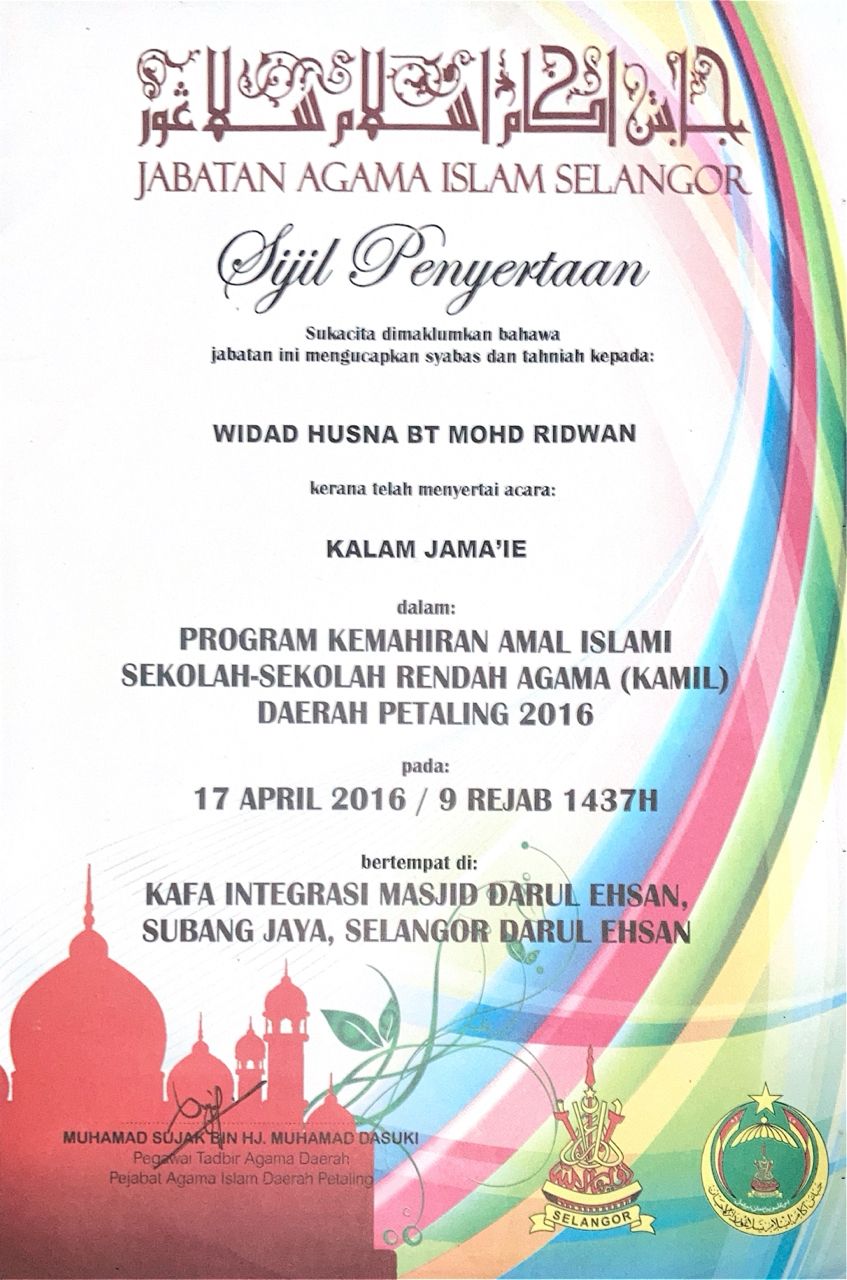 جابتن اݢام اسلام سلاڠور
JABATAN AGAMA ISLAM SELANGOR
Sijil Penyertaan
Sukacita dimaklumkan bahawa
jabatan ini mengucapkan syabas dan tahniah kepada:
WIDAD HUSNA BT MOHD RIDWAN
kerana telah menyertai acara:
KALAM JAMA'IE
dalam:
PROGRAM KEMAHIRAN AMAL ISLAMI
SEKOLAH-SEKOLAH RENDAH AGAMA (KAMIL)
DAERAH PETALING 2016
pada:
17 APRIL 2016 / 9 REJAB 1437H
bertempat di:
KAFA INTEGRASI MASJID DARUL EHSAN,
SUBANG JAYA, SELANGOR DARUL EHSAN
MUHAMAD SUJAK BIN HJ. MUHAMAD DASUKI
Pegawai Tadbir Agama Daerah
Pejabat Agama Islam Daerah Petaling
SELANGOR